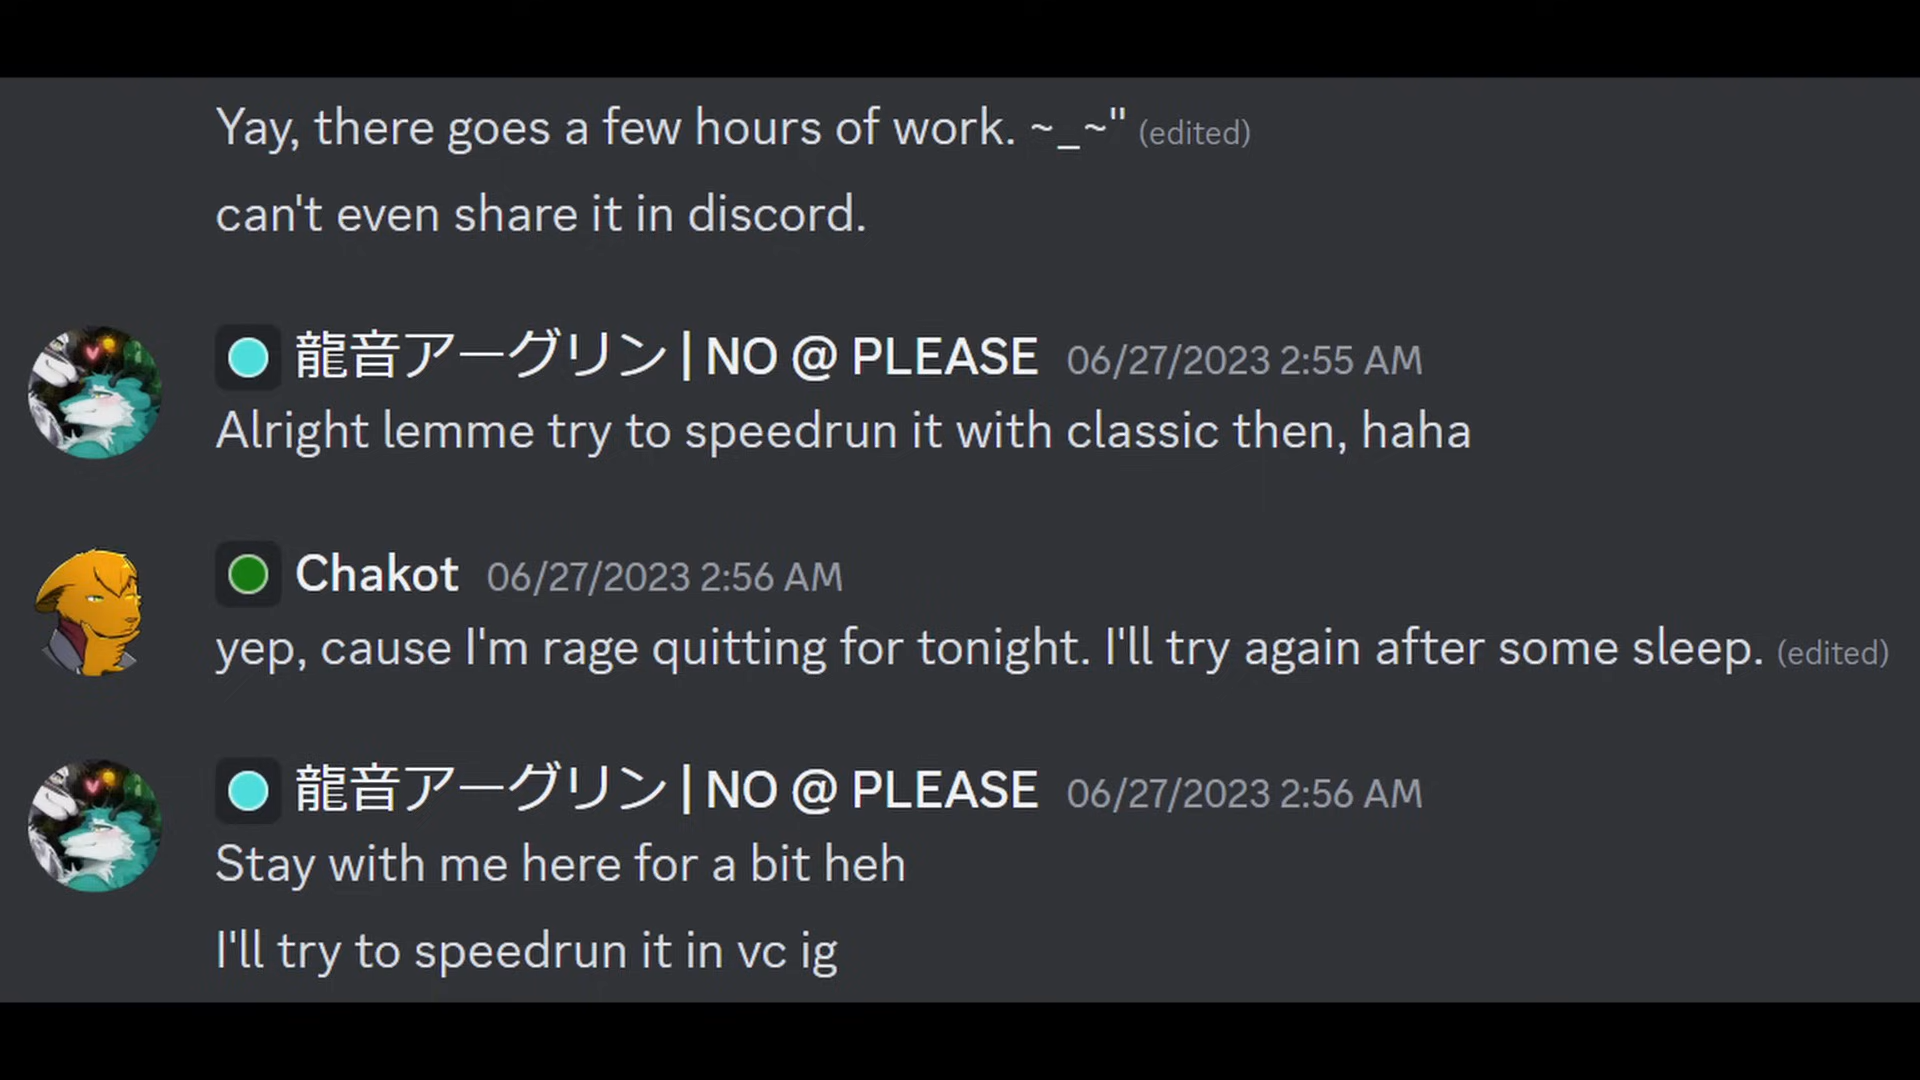 Yay, there goes a few hours of work. ~_~" (edited)
can't even share it in discord.
龍音アーグリン | NO @ PLEASE 06/27/2023 2:55 AM
Alright lemme try to speedrun it with classic then, haha
Chakot 06/27/2023 2:56 AM
yep, cause I'm rage quitting for tonight. I'll try again after some sleep. (edited)
龍音アーグリン | NO @ PLEASE 06/27/2023 2:56 AM
Stay with me here for a bit heh
I'll try to speedrun it in vc ig